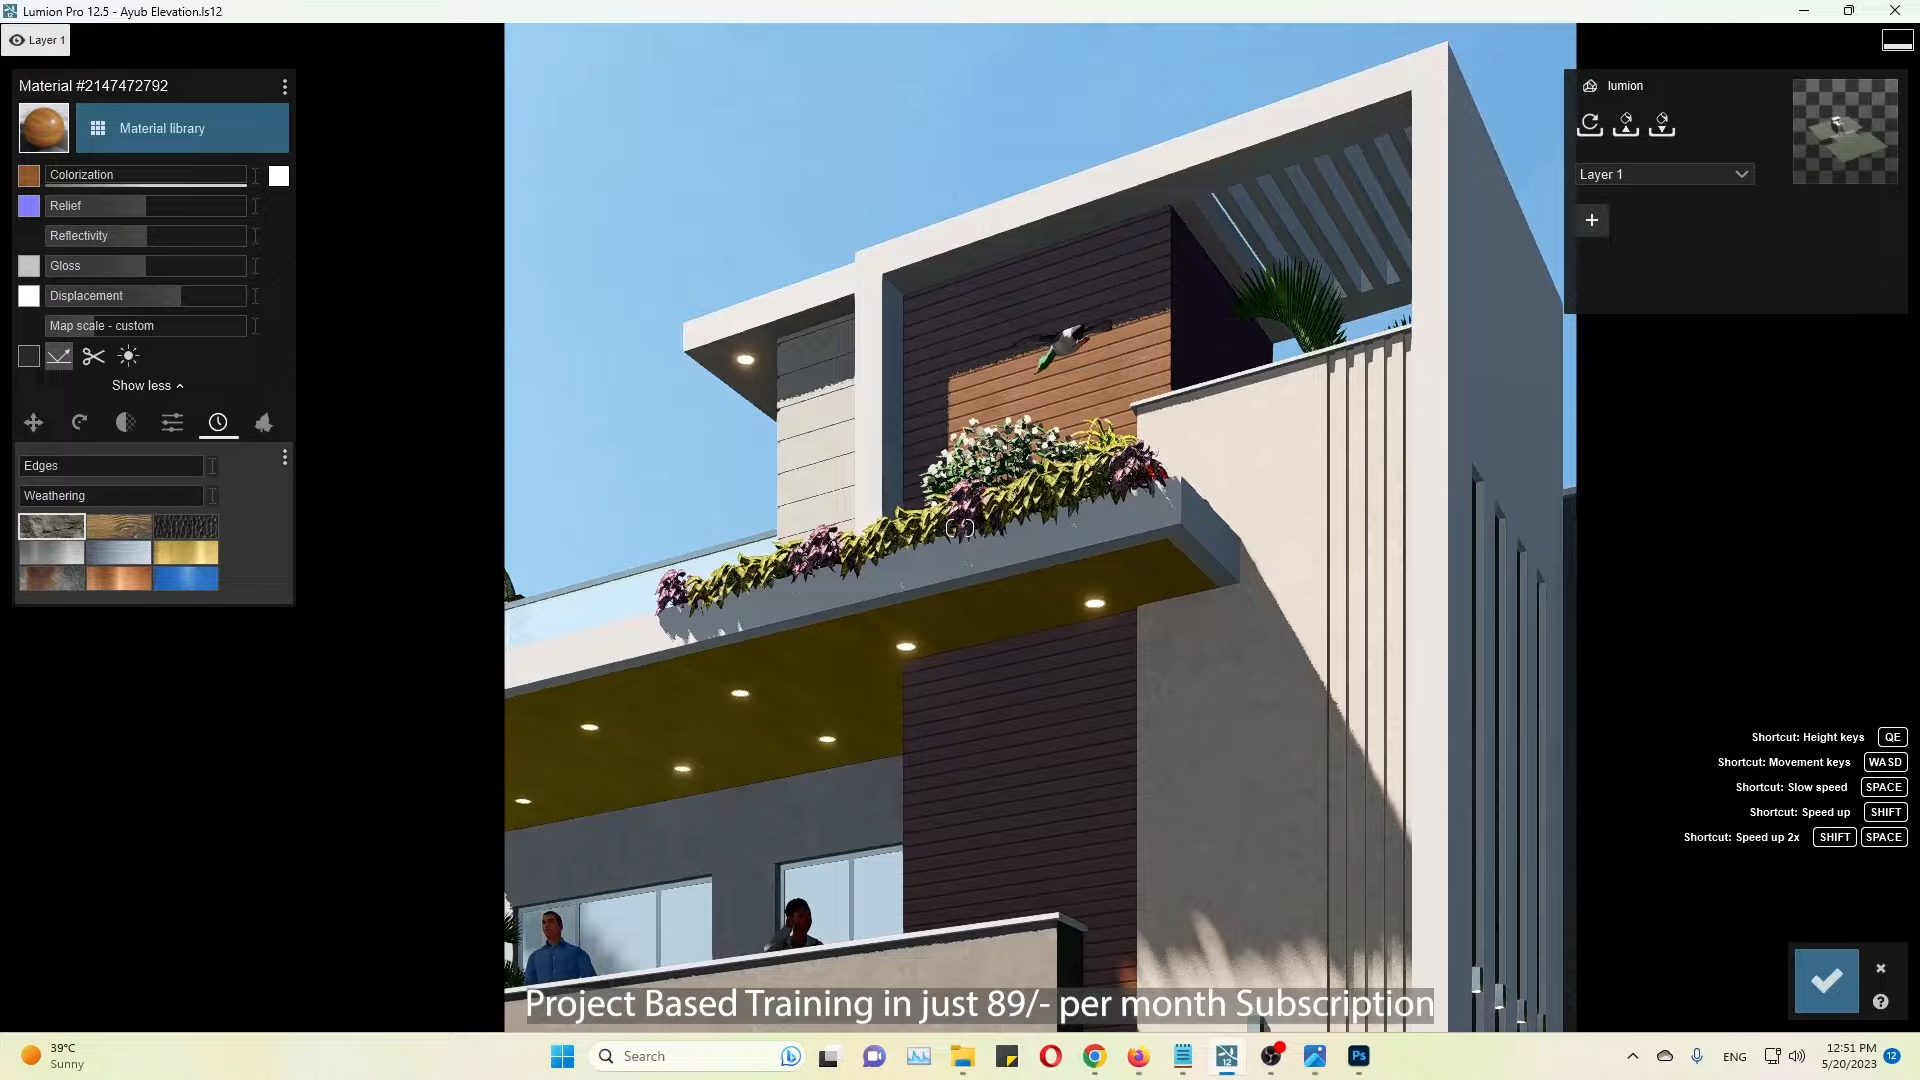 Lumion Pro 12.5 - Ayub Elevation.ls12
Layer 1
Material #2147472792
Material library
Colorization
Relief
Reflectivity
Gloss
Displacement
Map scale - custom
Show less
Edges
Weathering
lumion
Layer 1
Shortcut: Height keys QE
Shortcut: Movement keys WASD
Shortcut: Slow speed SPACE
Shortcut: Speed up SHIFT
Shortcut: Speed up 2x SHIFT SPACE
Project Based Training in just 89/- per month Subscription
39°C
Sunny
Search
12
Ps
ENG
12:51 PM
5/20/2023
12